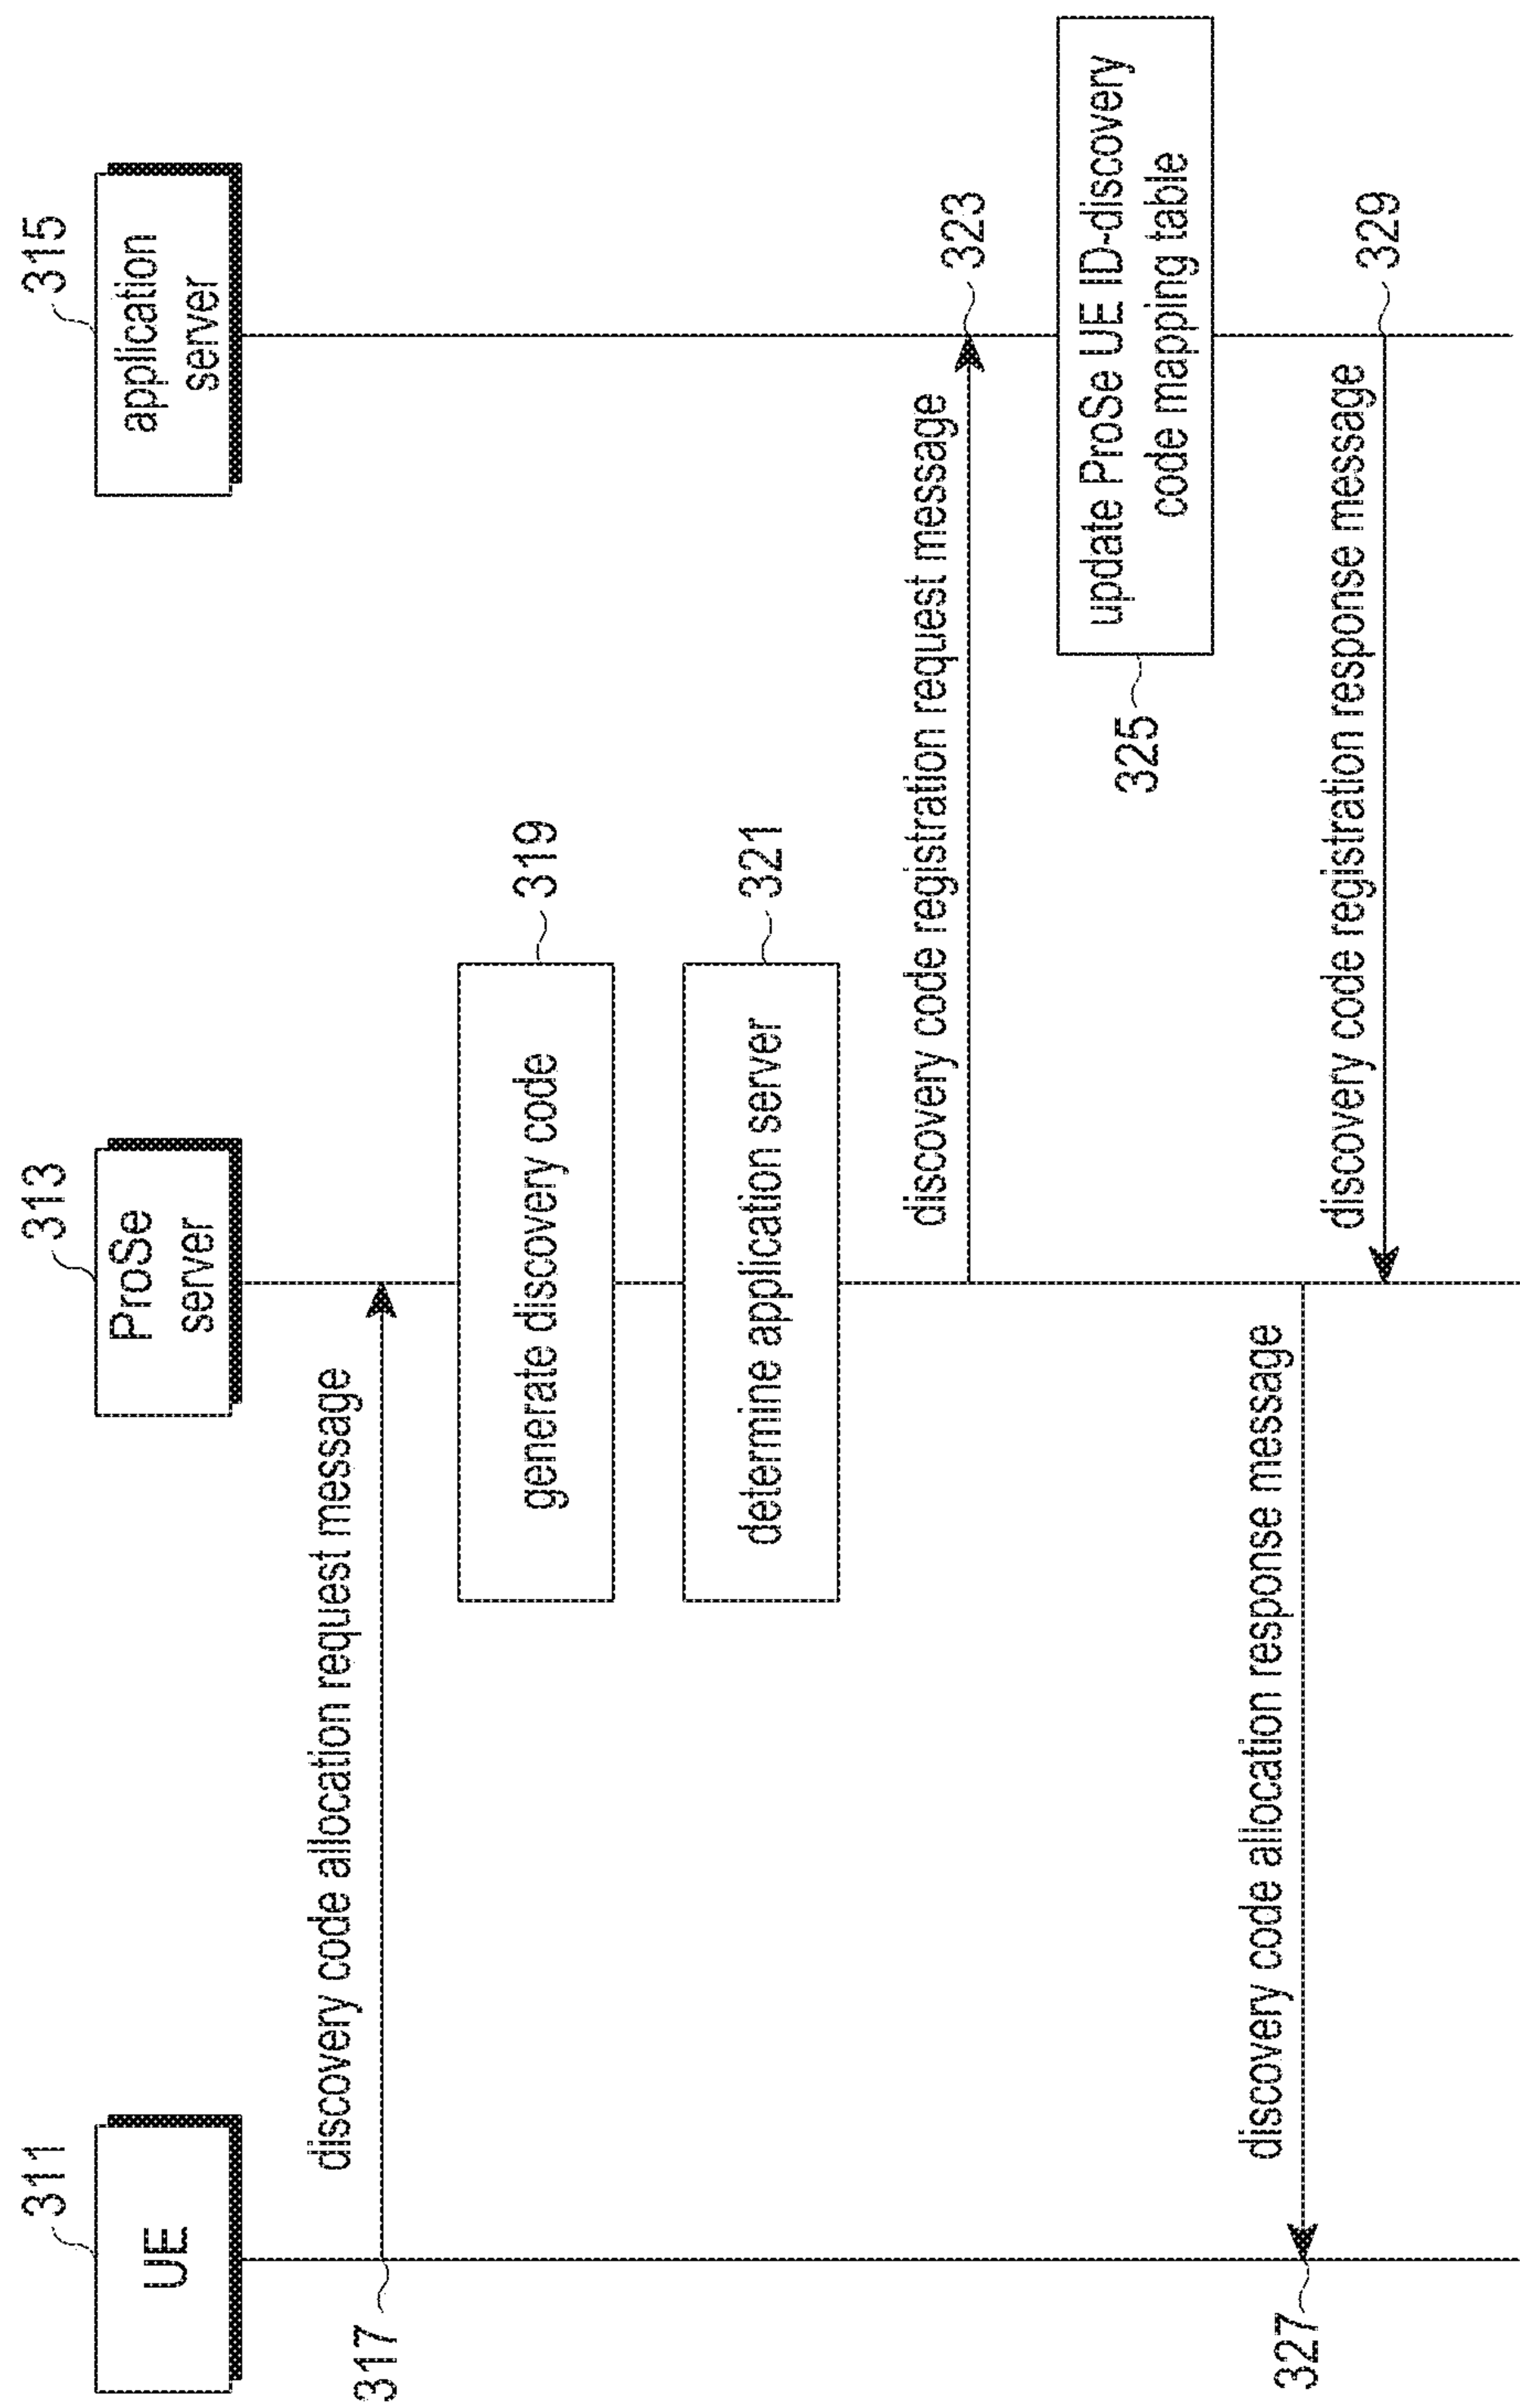 311
UE
313
ProSe
server
315
application
server
discovery code allocation request message
317
generate discovery code
319
determine application server
321
discovery code registration request message
323
update ProSe UE ID-discovery
code mapping table
325
discovery code allocation response message
327
discovery code registration response message
329